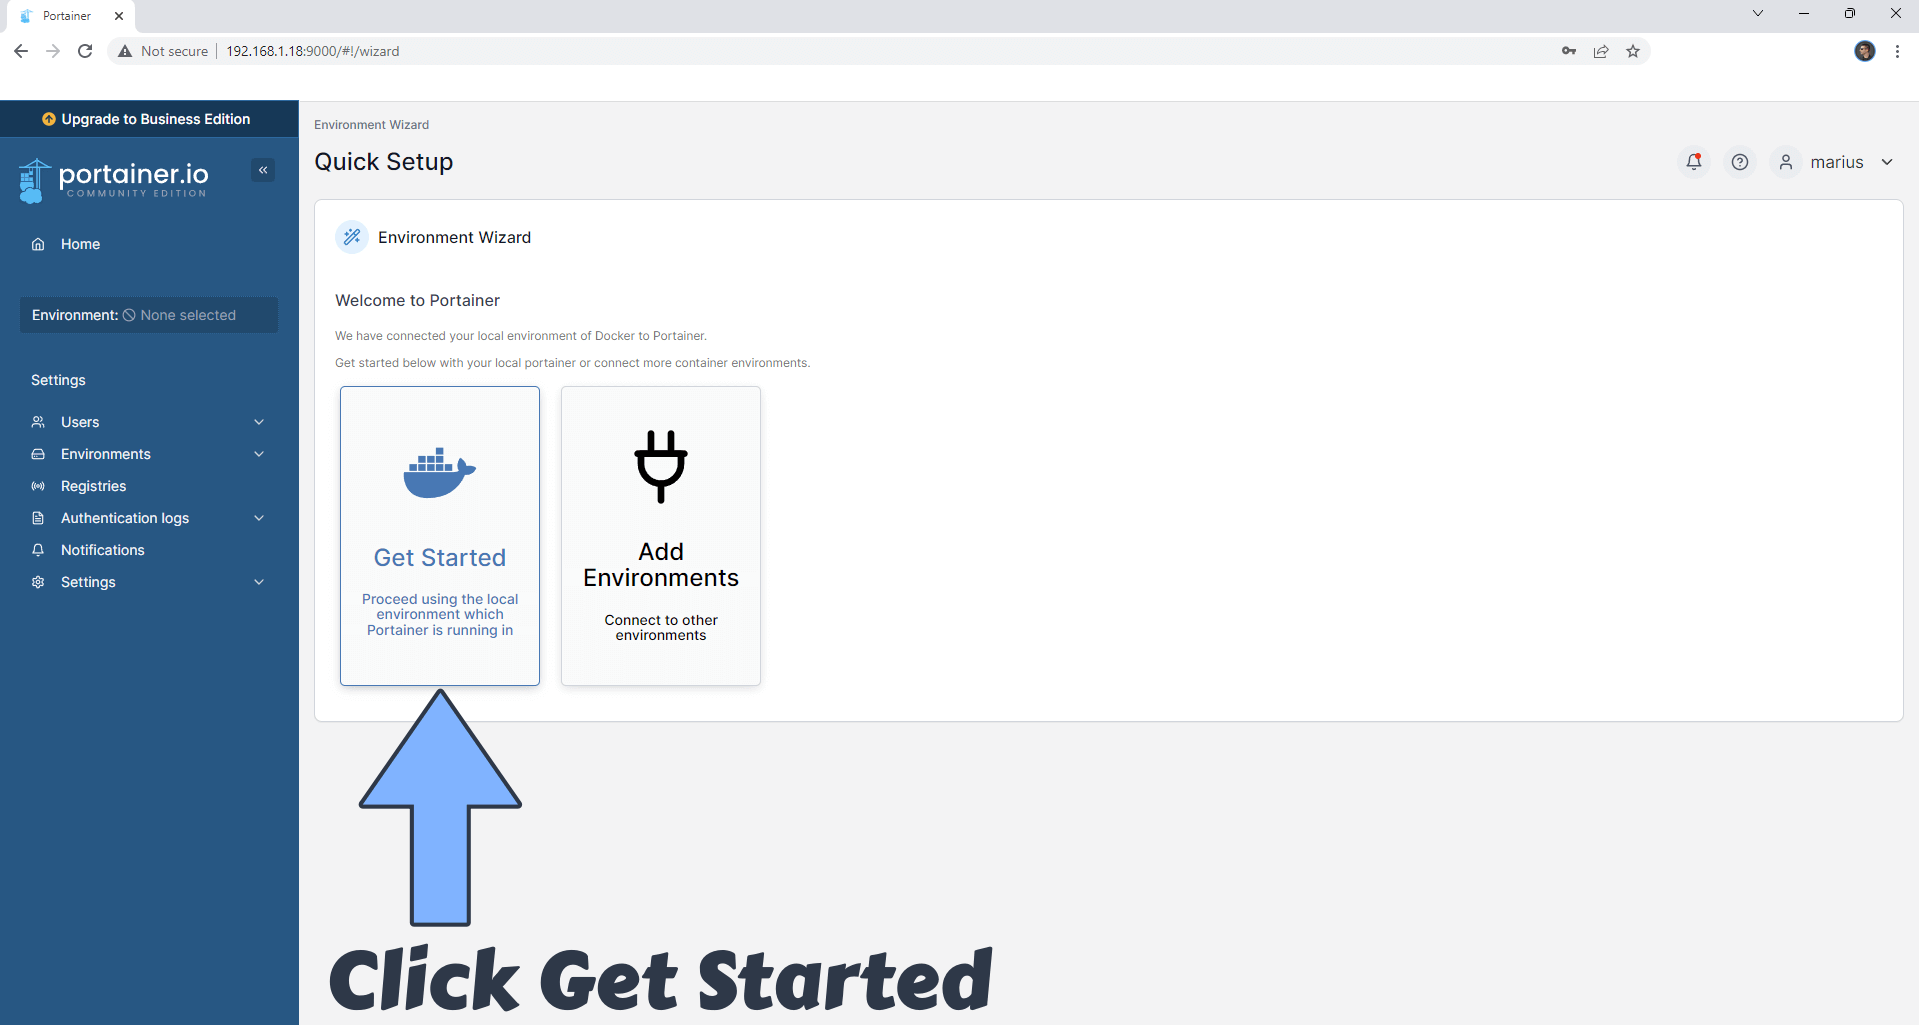 Portainer
Not secure
192.168.1.18:9000/#!/wizard
Upgrade to Business Edition
portainer.io
COMMUNITY EDITION
Home
Environment: None selected
Settings
Users
Environments
Registries
Authentication logs
Notifications
Settings
Environment Wizard
Quick Setup
marius
Environment Wizard
Welcome to Portainer
We have connected your local environment of Docker to Portainer.
Get started below with your local portainer or connect more container environments.
Get Started
Proceed using the local
environment which
Portainer is running in
Add
Environments
Connect to other
environments
Click Get Started